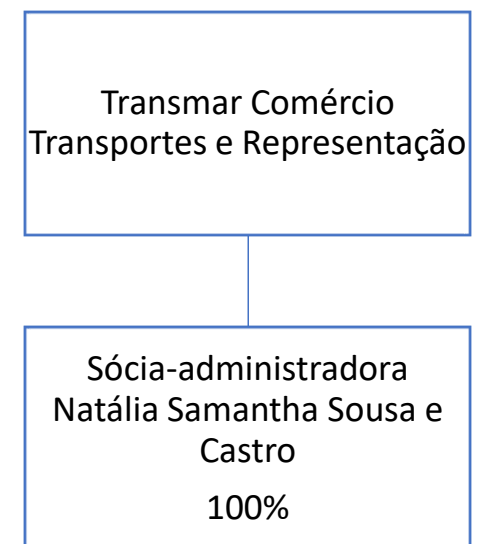 Transmar Comércio
Transportes e Representação
Sócia-administradora
Natália Samantha Sousa e
Castro
100%